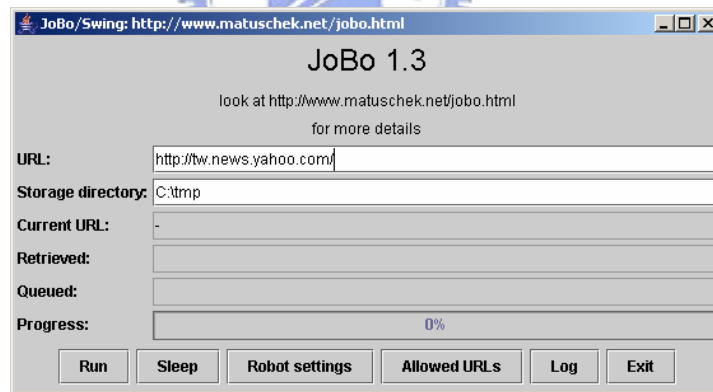 JoBo/Swing: http://www.matuschek.net/jobo.html
JoBo 1.3
look at http://www.matuschek.net/jobo.html
for more details
URL: http://tw.news.yahoo.com/
Storage directory: C:\tmp
Current URL: -
Retrieved:
Queued:
Progress: 0%
Run Sleep Robot settings Allowed URLs Log Exit